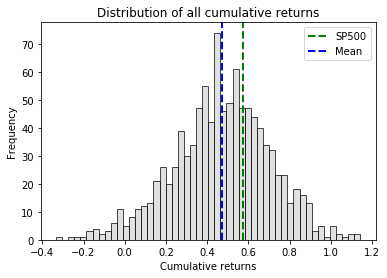 Distribution of all cumulative returns
SP500
Mean
Frequency
70
60
50
40
30
20
10
0
−0.4 −0.2 0.0 0.2 0.4 0.6 0.8 1.0 1.2
Cumulative returns